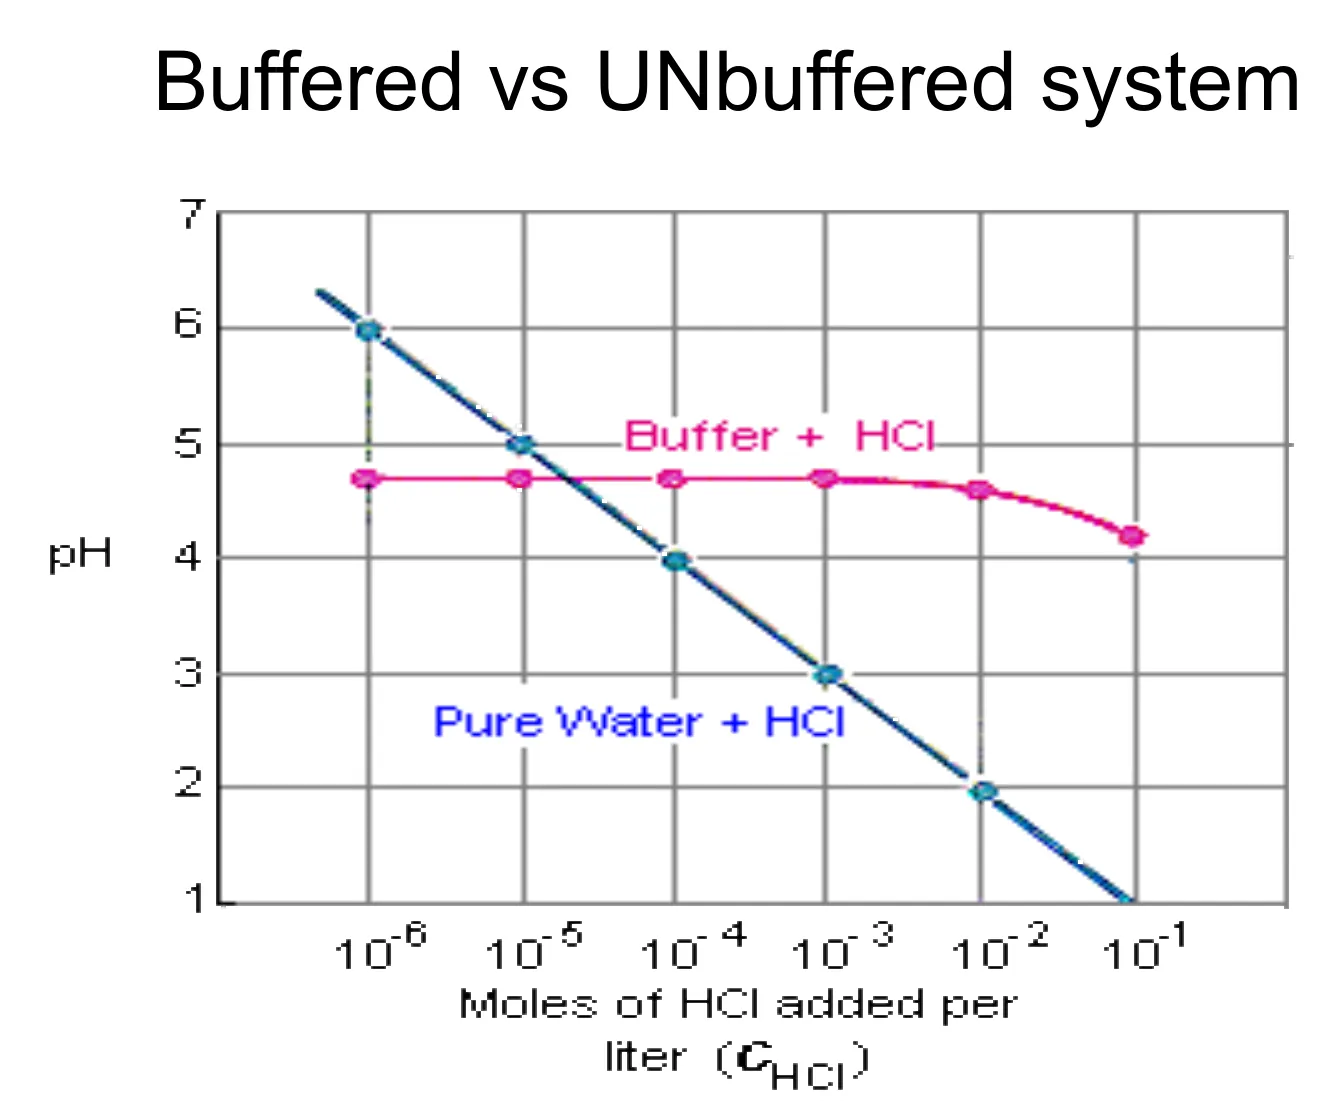 Buffered vs UNbuffered system
7
6
Buffer + HCl
5
pH
4
3
Pure Water + HCl
2
1
10-6 10-5 10-4 10-3 10-2 10-1
Moles of HCl added per
liter (CHCl)